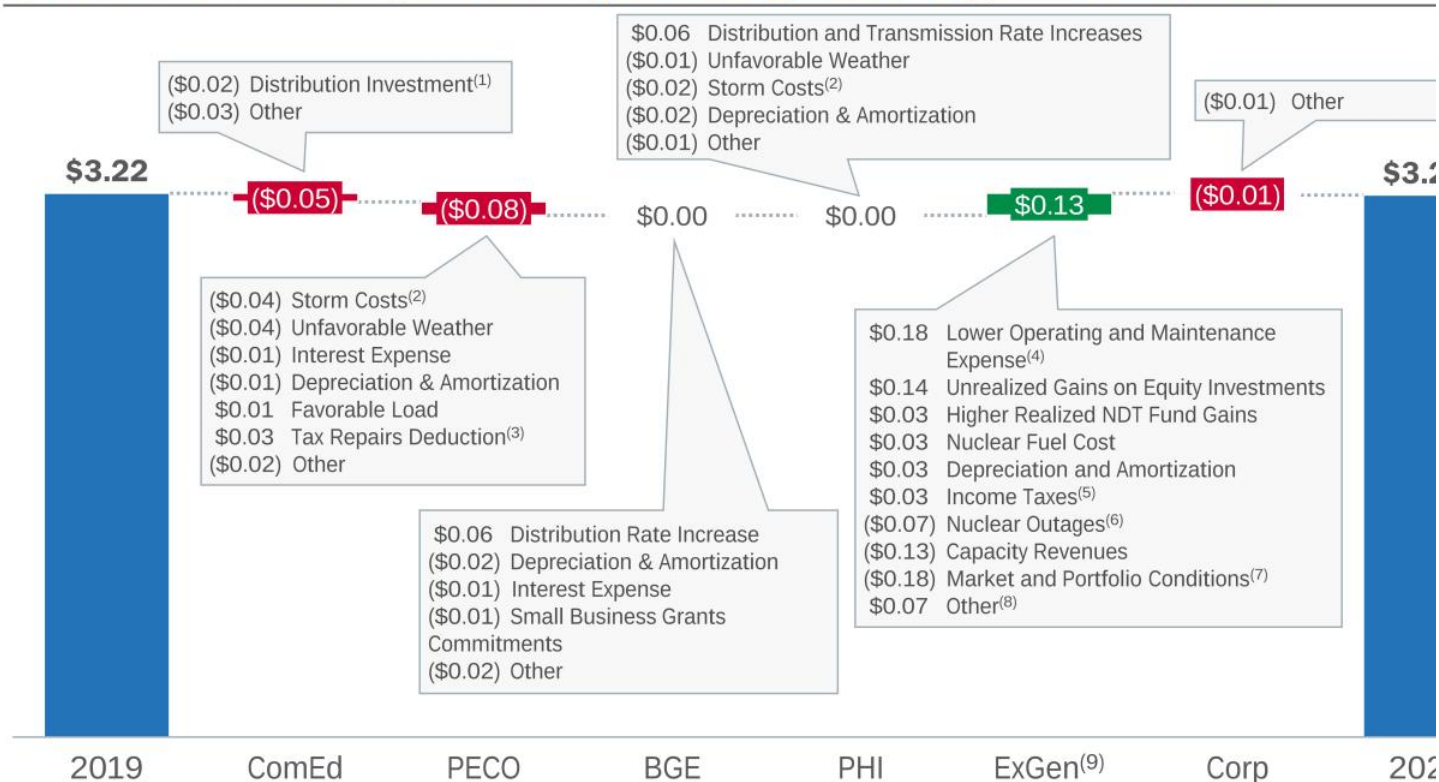 $0.06 Distribution and Transmission Rate Increases
($0.01) Unfavorable Weather
($0.02) Storm Costs(2)
($0.02) Depreciation & Amortization
($0.01) Other
($0.02) Distribution Investment(1)
($0.03) Other
($0.01) Other
$3.22
($0.05)
($0.08)
$0.00
$0.00
$0.13
($0.01)
$3.2
($0.04) Storm Costs(2)
($0.04) Unfavorable Weather
($0.01) Interest Expense
($0.01) Depreciation & Amortization
$0.01 Favorable Load
$0.03 Tax Repairs Deduction(3)
($0.02) Other
$0.06 Distribution Rate Increase
($0.02) Depreciation & Amortization
($0.01) Interest Expense
($0.01) Small Business Grants
Commitments
($0.02) Other
$0.18 Lower Operating and Maintenance
Expense(4)
$0.14 Unrealized Gains on Equity Investments
$0.03 Higher Realized NDT Fund Gains
$0.03 Nuclear Fuel Cost
$0.03 Depreciation and Amortization
$0.03 Income Taxes(5)
($0.07) Nuclear Outages(6)
($0.13) Capacity Revenues
($0.18) Market and Portfolio Conditions(7)
$0.07 Other(8)
2019 ComEd PECO BGE PHI ExGen(9) Corp 202